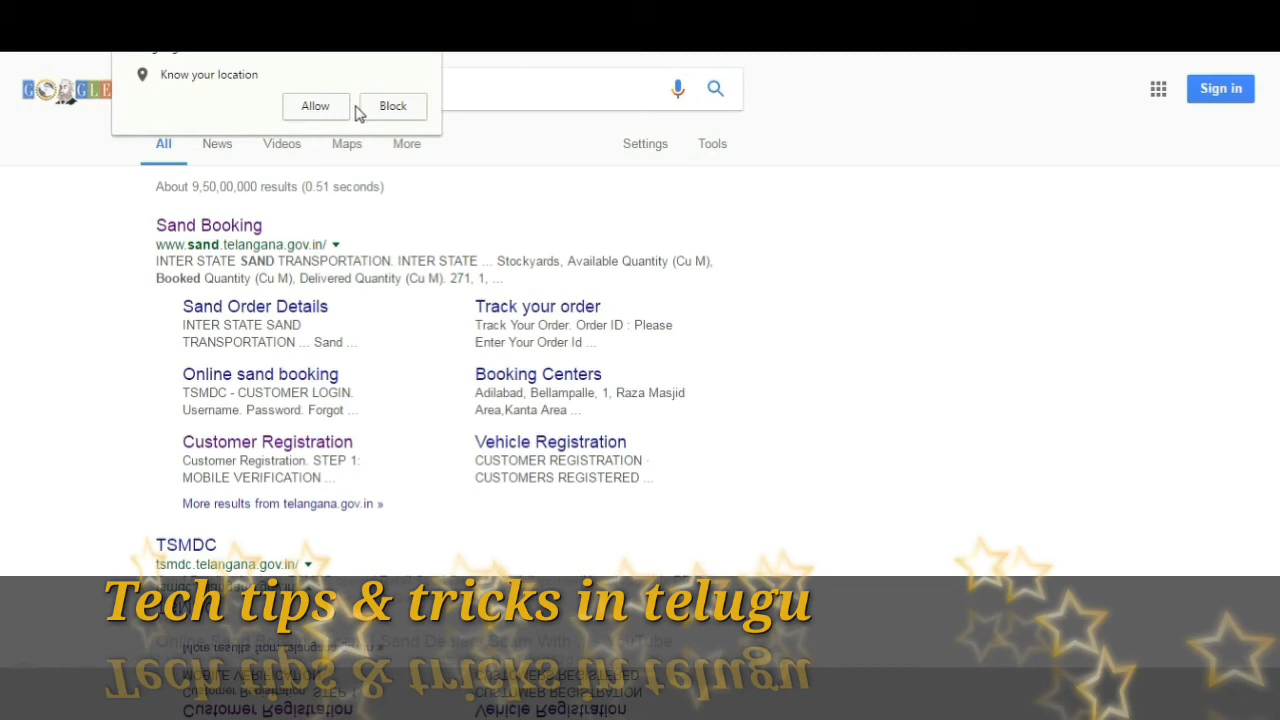 GOOGLE
Know your location
Allow
Block
Sign in
All
News
Videos
Maps
More
Settings
Tools
About 9,50,00,000 results (0.51 seconds)
Sand Booking
www.sand.telangana.gov.in/
INTER STATE SAND TRANSPORTATION. INTER STATE ... Stockyards, Available Quantity (Cu M),
Booked Quantity (Cu M), Delivered Quantity (Cu M). 271, 1, ...
Sand Order Details
INTER STATE SAND
TRANSPORTATION ... Sand ...
Track your order
Track Your Order. Order ID : Please
Enter Your Order Id ...
Online sand booking
TSMDC - CUSTOMER LOGIN.
Username. Password. Forgot ...
Booking Centers
Adilabad, Bellampalle, 1, Raza Masjid
Area,Kanta Area ...
Customer Registration
Customer Registration. STEP 1:
MOBILE VERIFICATION ...
Vehicle Registration
CUSTOMER REGISTRATION ·
CUSTOMERS REGISTERED ...
More results from telangana.gov.in »
TSMDC
tsmdc.telangana.gov.in/
Tech tips & tricks in telugu